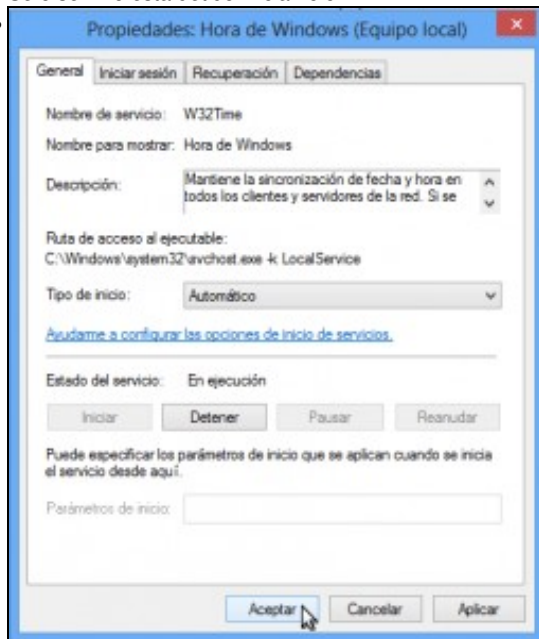 Propiedades: Hora de Windows (Equipo local)
General Iniciar sesión Recuperación Dependencias
Nombre de servicio: W32Time
Nombre para mostrar: Hora de Windows
Descripción: Mantiene la sincronización de fecha y hora en
todos los clientes y servidores de la red. Si se
Ruta de acceso al ejecutable:
C:\Windows\system32\svchost.exe -k LocalService
Tipo de inicio: Automático
Ayudarme a configurar las opciones de inicio de servicios.
Estado del servicio: En ejecución
Iniciar Detener Pausar Reanudar
Puede especificar los parámetros de inicio que se aplican cuando se inicia
el servicio desde aquí.
Parámetros de inicio:
Aceptar Cancelar Aplicar